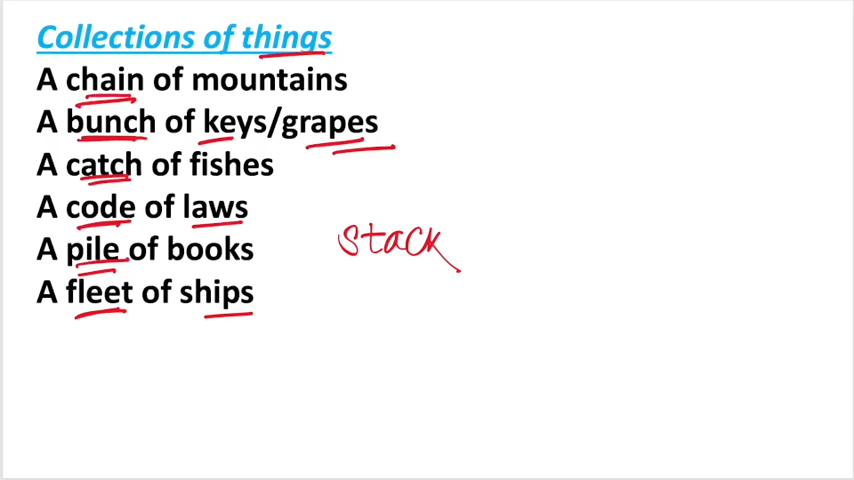 Collections of things
A chain of mountains
A bunch of keys/grapes
A catch of fishes
A code of laws
A pile of books
stack
A fleet of ships